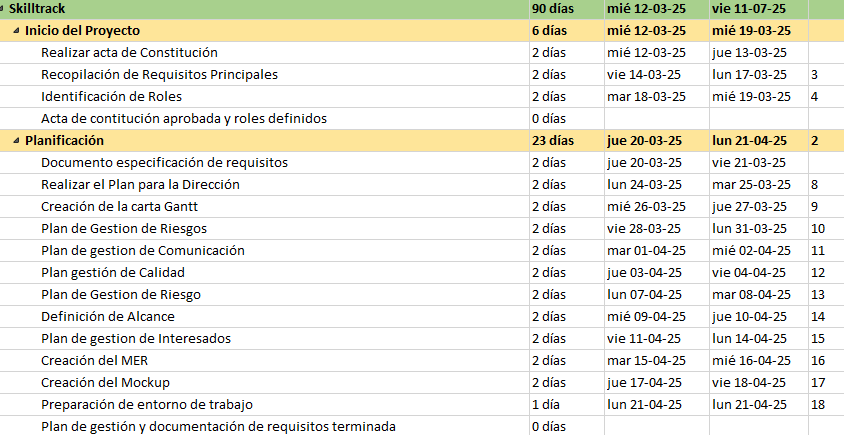 Skilltrack 90 días mié 12-03-25 vie 11-07-25
Inicio del Proyecto 6 días mié 12-03-25 mié 19-03-25
Realizar acta de Constitución 2 días mié 12-03-25 jue 13-03-25
Recopilación de Requisitos Principales 2 días vie 14-03-25 lun 17-03-25 3
Identificación de Roles 2 días mar 18-03-25 mié 19-03-25 4
Acta de contitución aprobada y roles definidos 0 días
Planificación 23 días jue 20-03-25 lun 21-04-25 2
Documento especificación de requisitos 2 días jue 20-03-25 vie 21-03-25
Realizar el Plan para la Dirección 2 días lun 24-03-25 mar 25-03-25 8
Creación de la carta Gantt 2 días mié 26-03-25 jue 27-03-25 9
Plan de Gestion de Riesgos 2 días vie 28-03-25 lun 31-03-25 10
Plan de gestion de Comunicación 2 días mar 01-04-25 mié 02-04-25 11
Plan gestión de Calidad 2 días jue 03-04-25 vie 04-04-25 12
Plan de Gestion de Riesgo 2 días lun 07-04-25 mar 08-04-25 13
Definición de Alcance 2 días mié 09-04-25 jue 10-04-25 14
Plan de gestion de Interesados 2 días vie 11-04-25 lun 14-04-25 15
Creación del MER 2 días mar 15-04-25 mié 16-04-25 16
Creación del Mockup 2 días jue 17-04-25 vie 18-04-25 17
Preparación de entorno de trabajo 1 día lun 21-04-25 lun 21-04-25 18
Plan de gestión y documentación de requisitos terminada 0 días